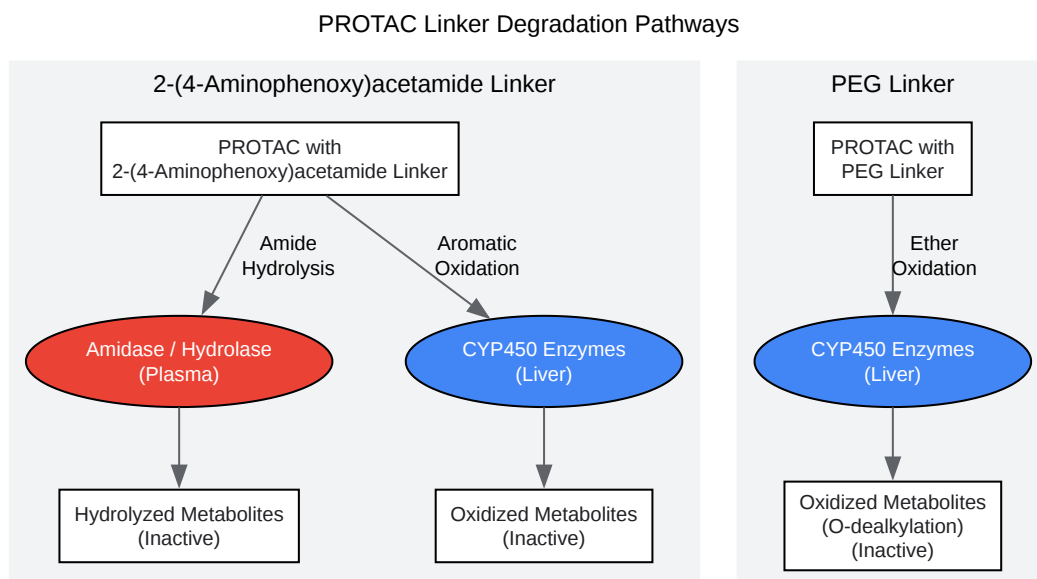 PROTAC Linker Degradation Pathways
2-(4-Aminophenoxy)acetamide Linker
PROTAC with
2-(4-Aminophenoxy)acetamide Linker
Amide
Hydrolysis
Aromatic
Oxidation
Amidase / Hydrolase
(Plasma)
CYP450 Enzymes
(Liver)
Hydrolyzed Metabolites
(Inactive)
Oxidized Metabolites
(Inactive)
PEG Linker
PROTAC with
PEG Linker
Ether
Oxidation
CYP450 Enzymes
(Liver)
Oxidized Metabolites
(O-dealkylation)
(Inactive)